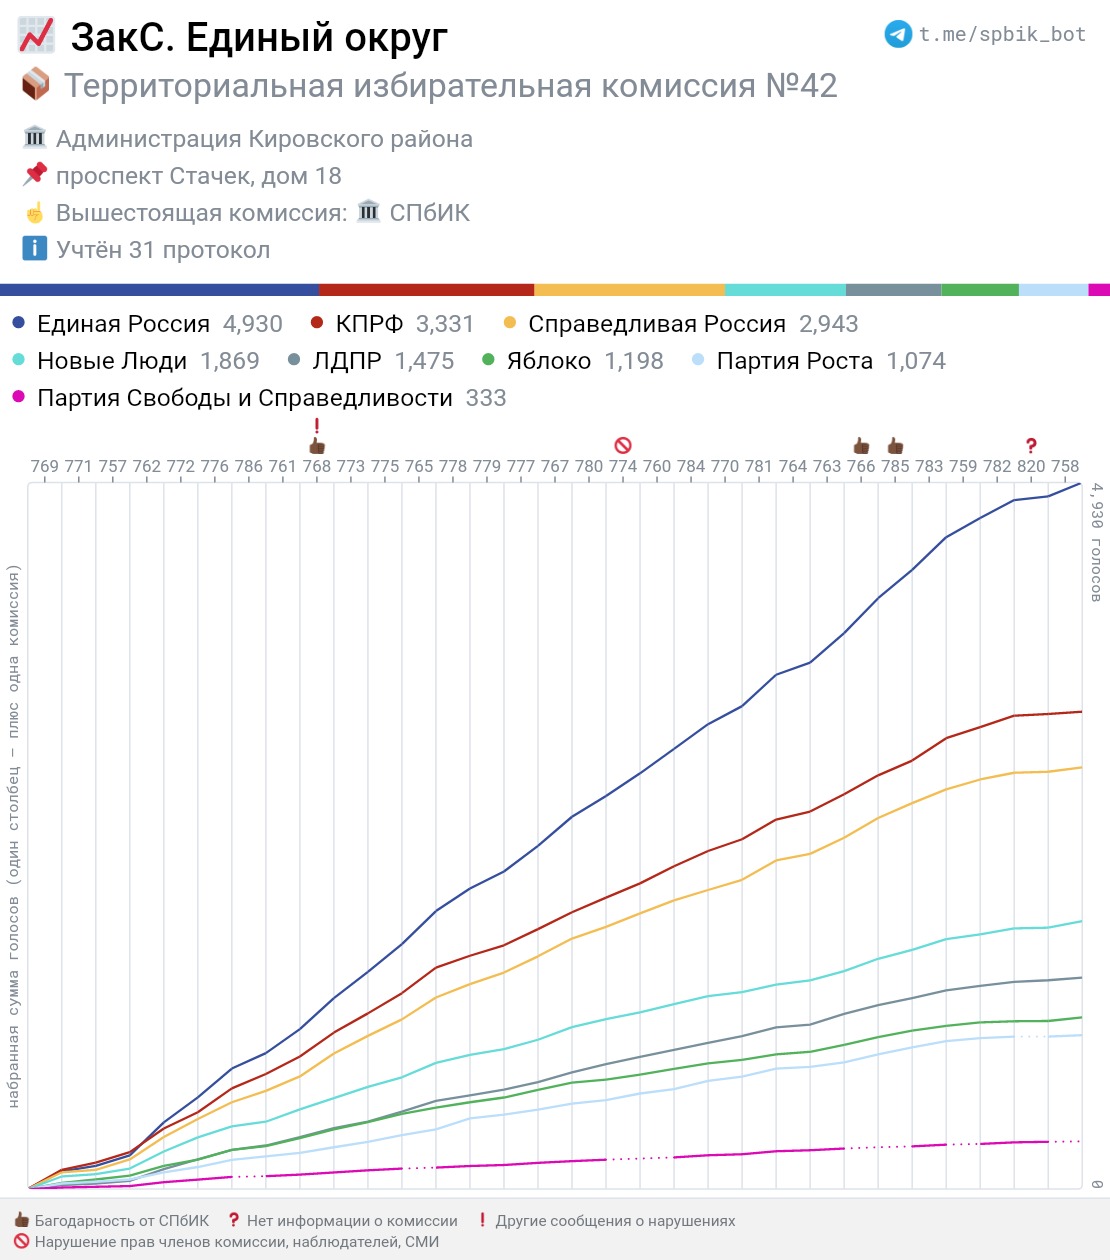 ЗакС. Единый округ
t.me/spbik_bot
Территориальная избирательная комиссия №42
Администрация Кировского района
проспект Стачек, дом 18
Вышестоящая комиссия: СПбИК
Учтён 31 протокол
Единая Россия 4,930 КПРФ 3,331 Справедливая Россия 2,943
Новые Люди 1,869 ЛДПР 1,475 Яблоко 1,198 Партия Роста 1,074
Партия Свободы и Справедливости 333
769 771 757 762 772 776 786 761 768 773 775 765 778 779 777 767 780 774 760 784 770 781 764 763 766 785 783 759 782 820 758
4,930 голосов
набранная сумма голосов (один столбец — плюс одна комиссия)
0
Багодарность от СПбИК Нет информации о комиссии Другие сообщения о нарушениях
Нарушение прав членов комиссии, наблюдателей, СМИ